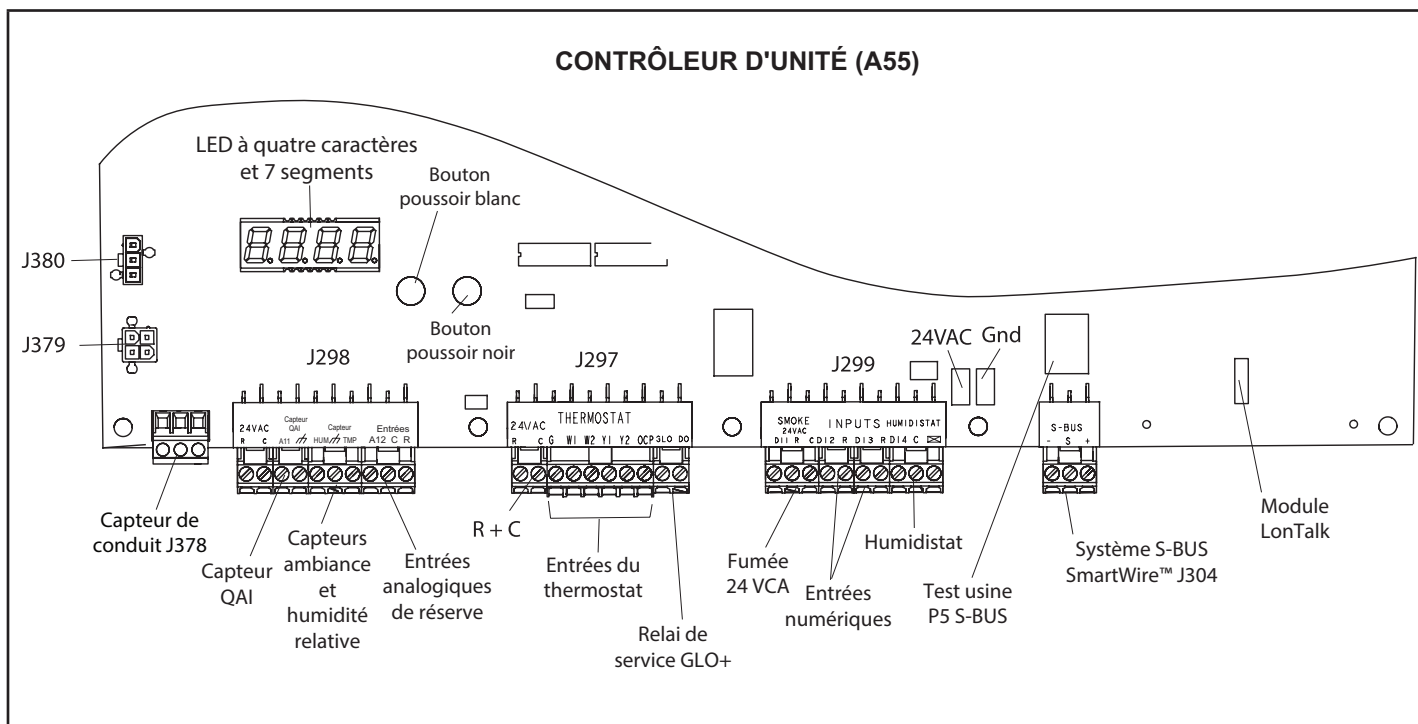 CONTRÔLEUR D'UNITÉ (A55)
LED à quatre caractères
et 7 segments
Bouton
poussoir blanc
J380
J379
Bouton
poussoir noir
J298
J297
J299
24VAC
Gnd
24VAC
R C
Capteur
QAI
A11
Capteur
HUM TMP
Entrées
A12 C R
24VAC
R C
THERMOSTAT
G W1 W2 Y1 Y2 OCP
GLO DO
SMOKE
24VAC
DI1 R C
INPUTS
DI2 R DI3 R
HUMIDISTAT
DI4 C
S-BUS
- S +
Capteur de
conduit J378
Capteur
QAI
Capteurs
ambiance
et
humidité
relative
Entrées
analogiques
de réserve
R + C
Entrées du
thermostat
Relai de
service GLO+
Fumée
24 VCA
Entrées
numériques
Humidistat
Test usine
P5 S-BUS
Système S-BUS
SmartWire™ J304
Module
LonTalk